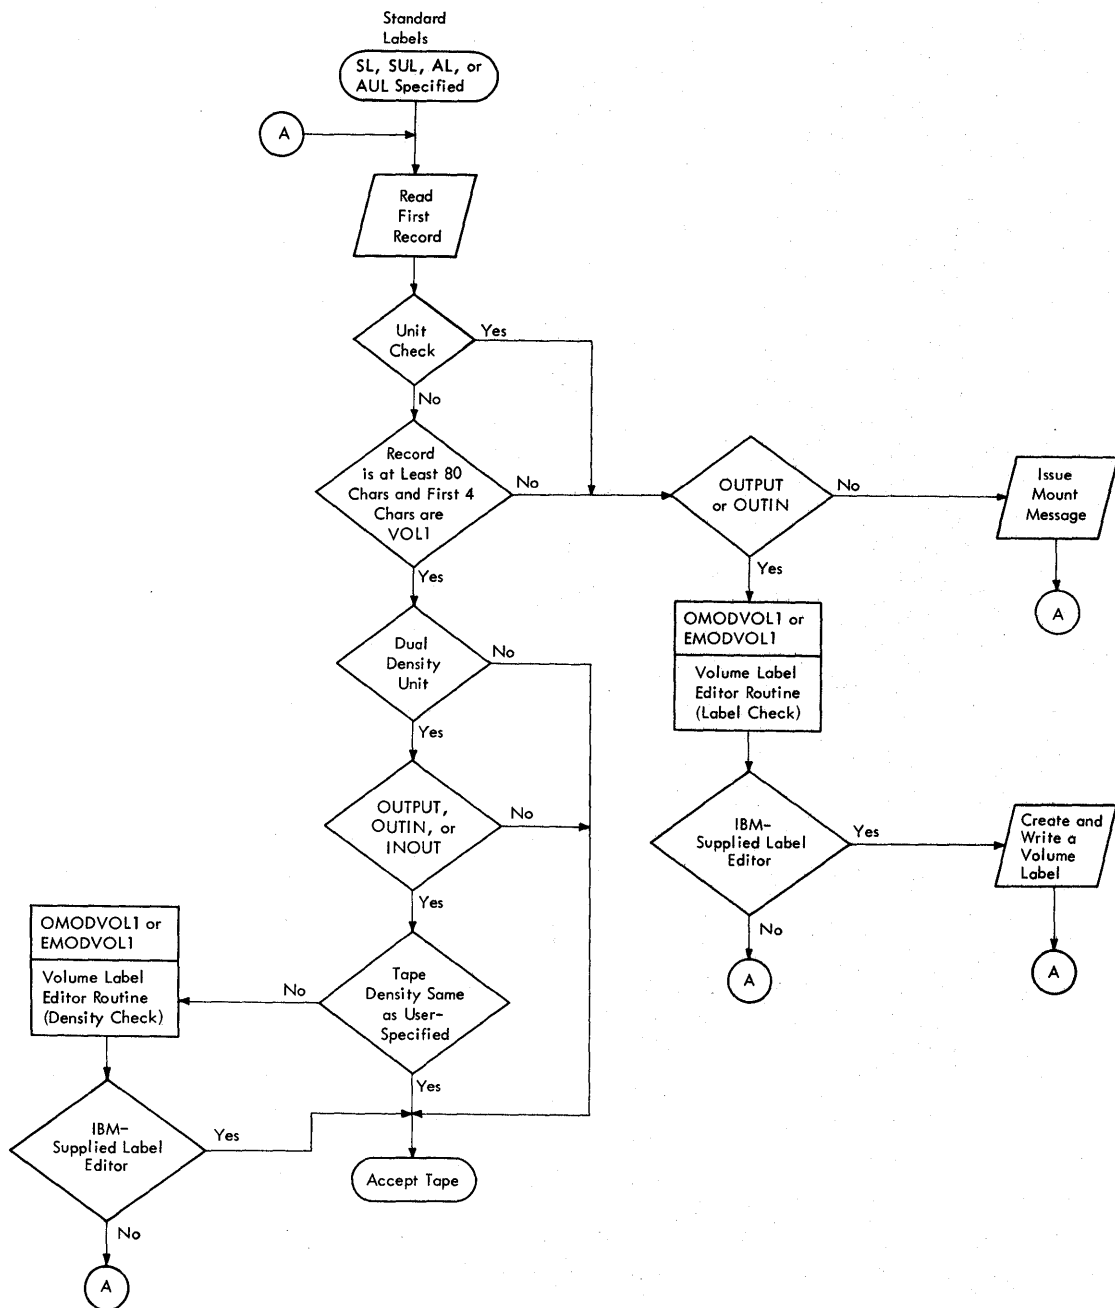 Standard
Labels
SL, SUL, AL, or
AUL Specified
A
Read
First
Record
Unit
Check
Yes
No
Record
is at Least 80
Chars and First 4
Chars are
VOL1
No
Yes
OUTPUT
or OUTIN
No
Yes
Issue
Mount
Message
A
OMODVOL1 or
EMODVOL1
Volume Label
Editor Routine
(Label Check)
Dual
Density
Unit
No
Yes
OUTPUT,
OUTIN, or
INOUT
No
Yes
IBM-
Supplied Label
Editor
Yes
No
Create and
Write a
Volume
Label
A
A
OMODVOL1 or
EMODVOL1
Volume Label
Editor Routine
(Density Check)
Tape
Density Same
as User-
Specified
No
Yes
IBM-
Supplied Label
Editor
Yes
No
Accept Tape
A